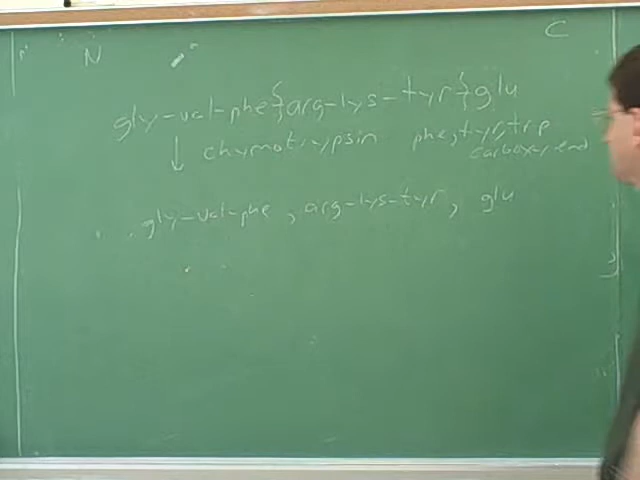 N C
gly-val-phe}arg-lys-tyr}glu
↓ chymotrypsin phe, tyr, trp
carboxy end
gly-val-phe, arg-lys-tyr, glu